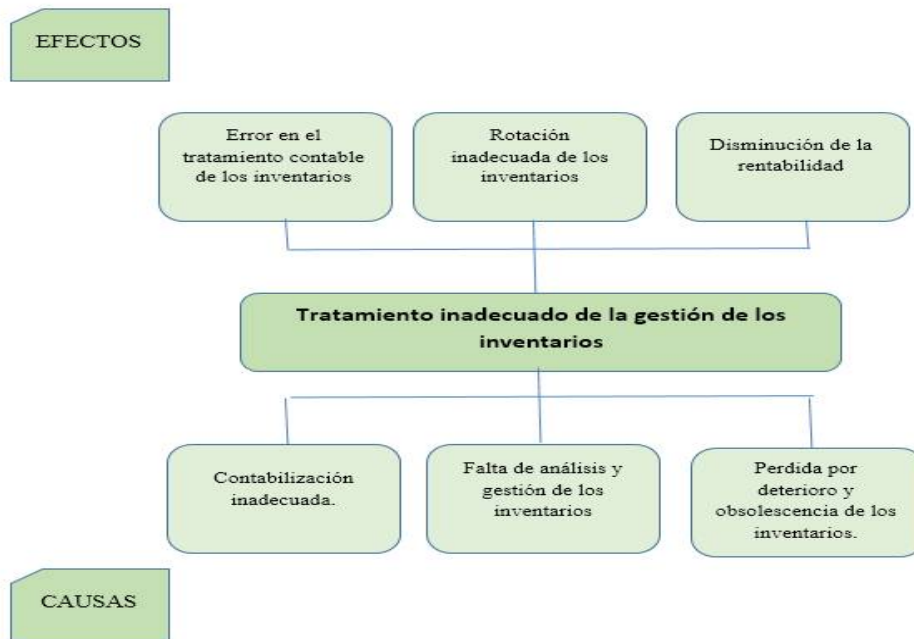 EFECTOS
Error en el
tratamiento contable
de los inventarios
Rotación
inadecuada de los
inventarios
Disminución de la
rentabilidad
Tratamiento inadecuado de la gestión de los
inventarios
Contabilización
inadecuada.
Falta de análisis y
gestión de los
inventarios
Perdida por
deterioro y
obsolescencia de los
inventarios.
CAUSAS